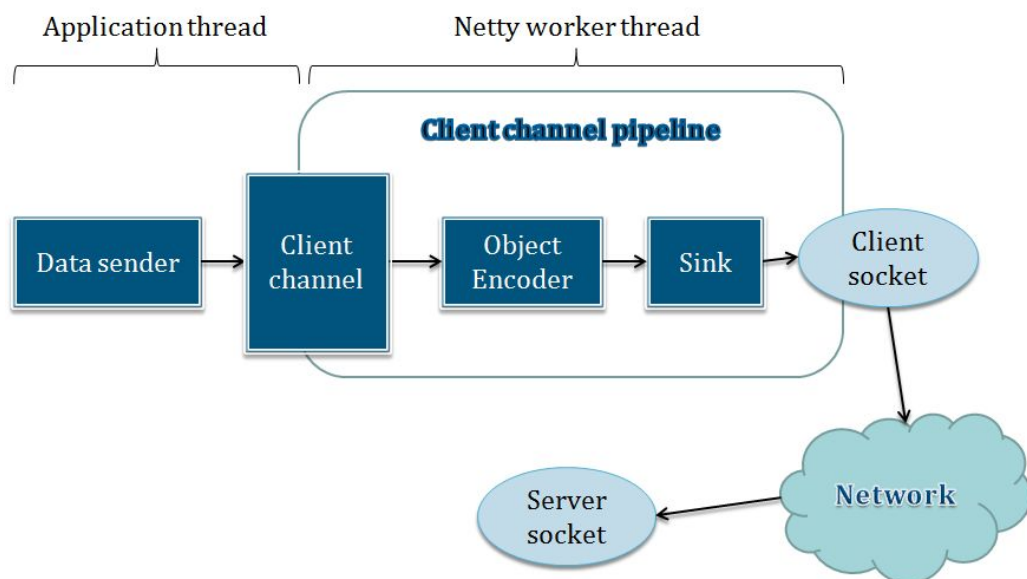 Application thread
Netty worker thread
Client channel pipeline
Data sender
Client
channel
Object
Encoder
Sink
Client
socket
Network
Server
socket